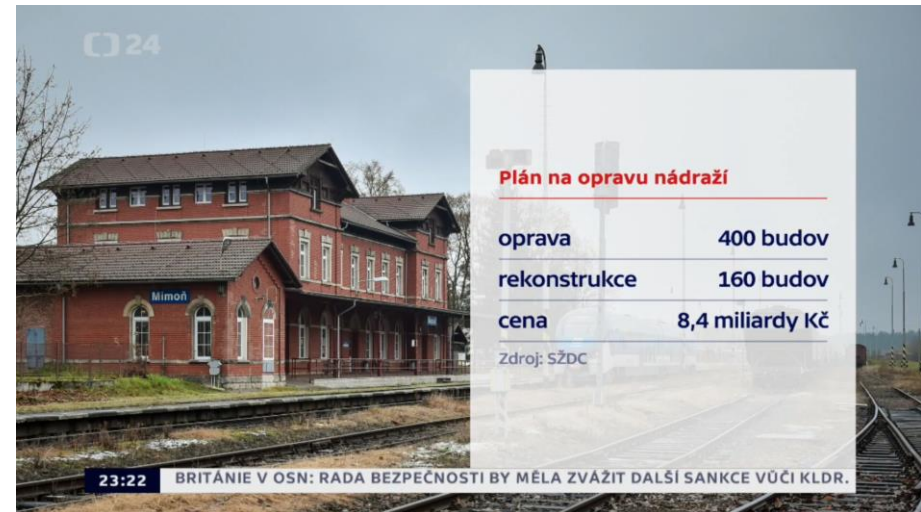 24
Plán na opravu nádraží
oprava 400 budov
rekonstrukce 160 budov
cena 8,4 miliardy Kč
Zdroj: SŽDC
Mimoň
23:22 BRITÁNIE V OSN: RADA BEZPEČNOSTI BY MĚLA ZVÁŽIT DALŠÍ SANKCE VŮČI KLDR.